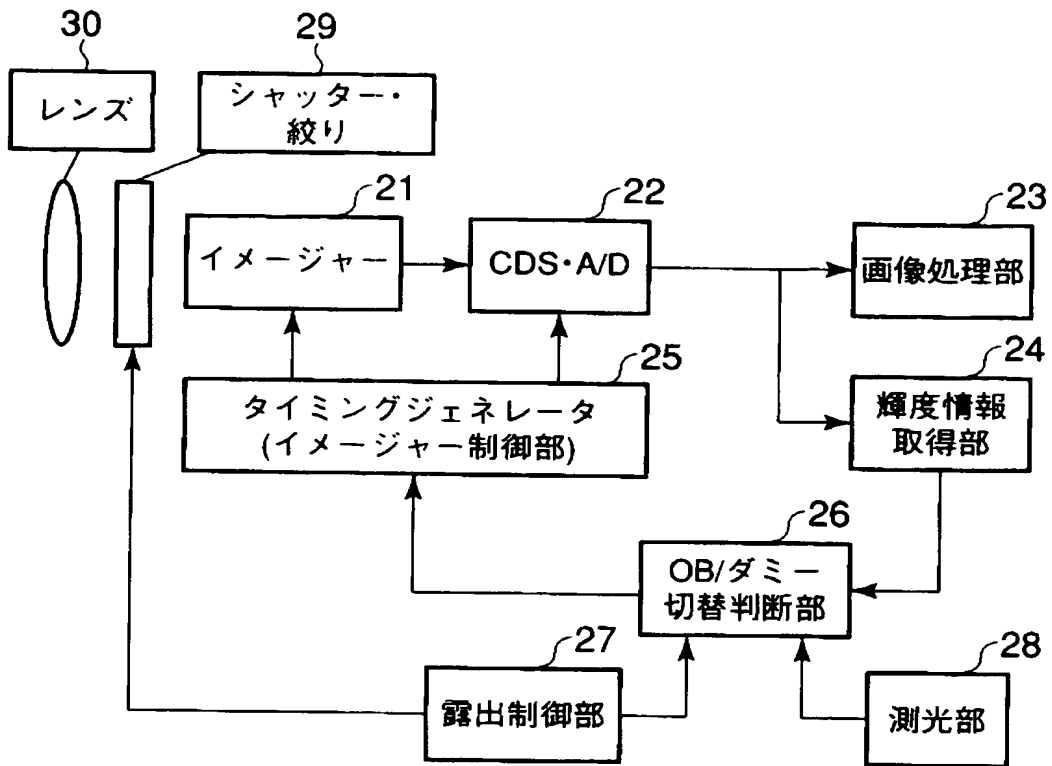 30
レンズ
29
シャッター・
絞り
21
イメージャー
22
CDS・A/D
23
画像処理部
24
輝度情報
取得部
25
タイミングジェネレータ
(イメージャー制御部)
26
OB/ダミー
切替判断部
27
露出制御部
28
測光部